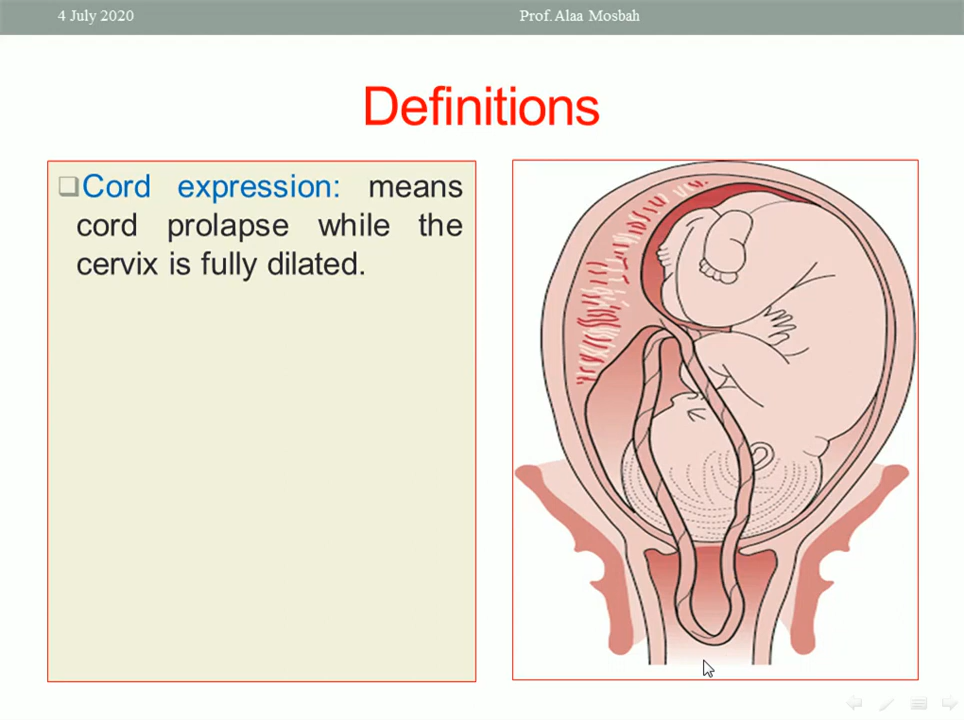 4 July 2020
Prof. Alaa Mosbah
Definitions
Cord expression: means
cord prolapse while the
cervix is fully dilated.